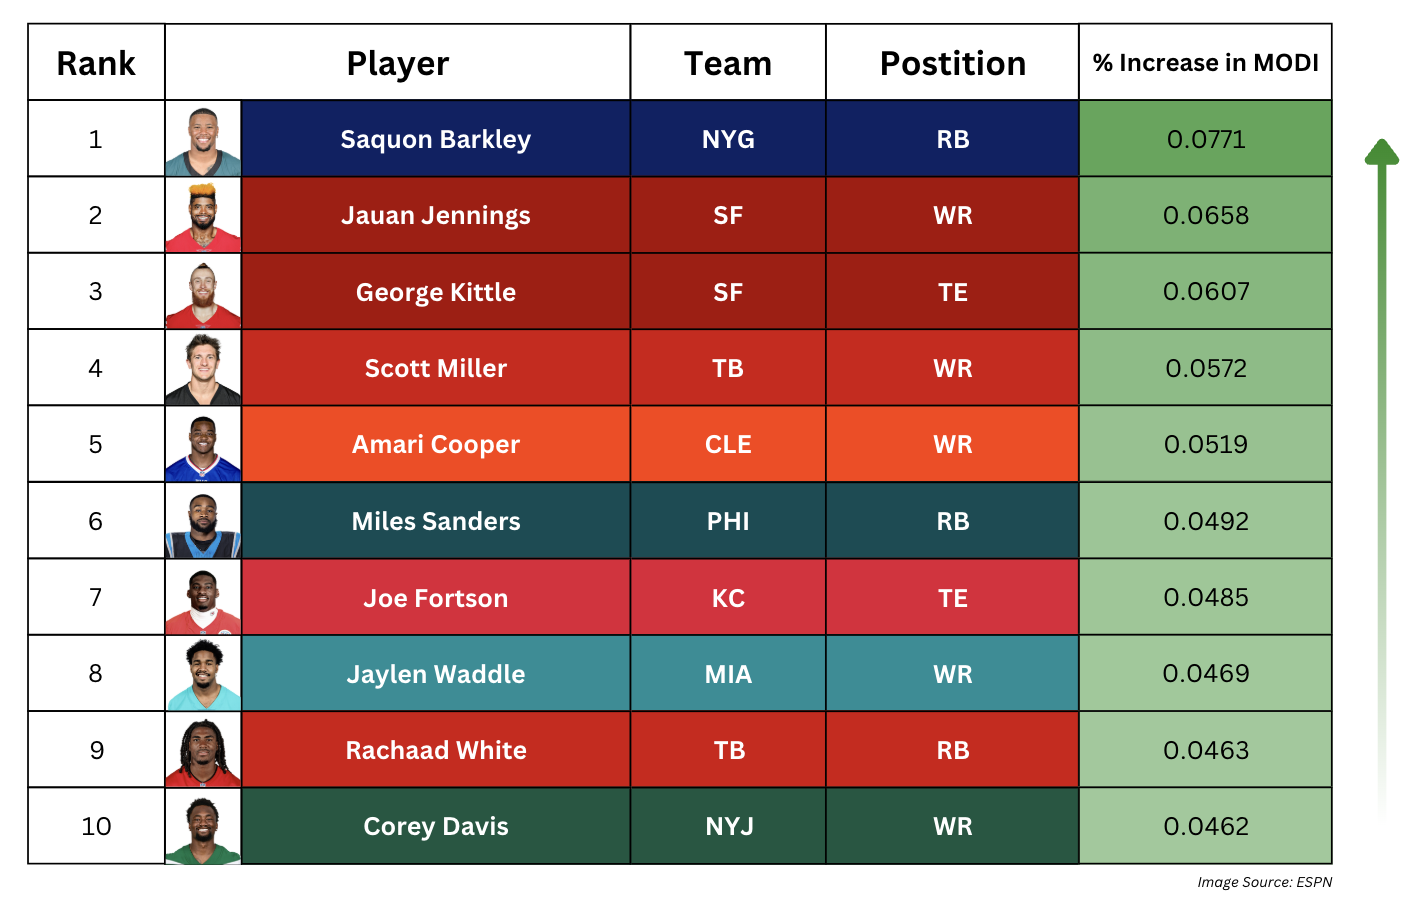 Rank Player Team Postition % Increase in MODI
1 Saquon Barkley NYG RB 0.0771
2 Jauan Jennings SF WR 0.0658
3 George Kittle SF TE 0.0607
4 Scott Miller TB WR 0.0572
5 Amari Cooper CLE WR 0.0519
6 Miles Sanders PHI RB 0.0492
7 Joe Fortson KC TE 0.0485
8 Jaylen Waddle MIA WR 0.0469
9 Rachaad White TB RB 0.0463
10 Corey Davis NYJ WR 0.0462
Image Source: ESPN